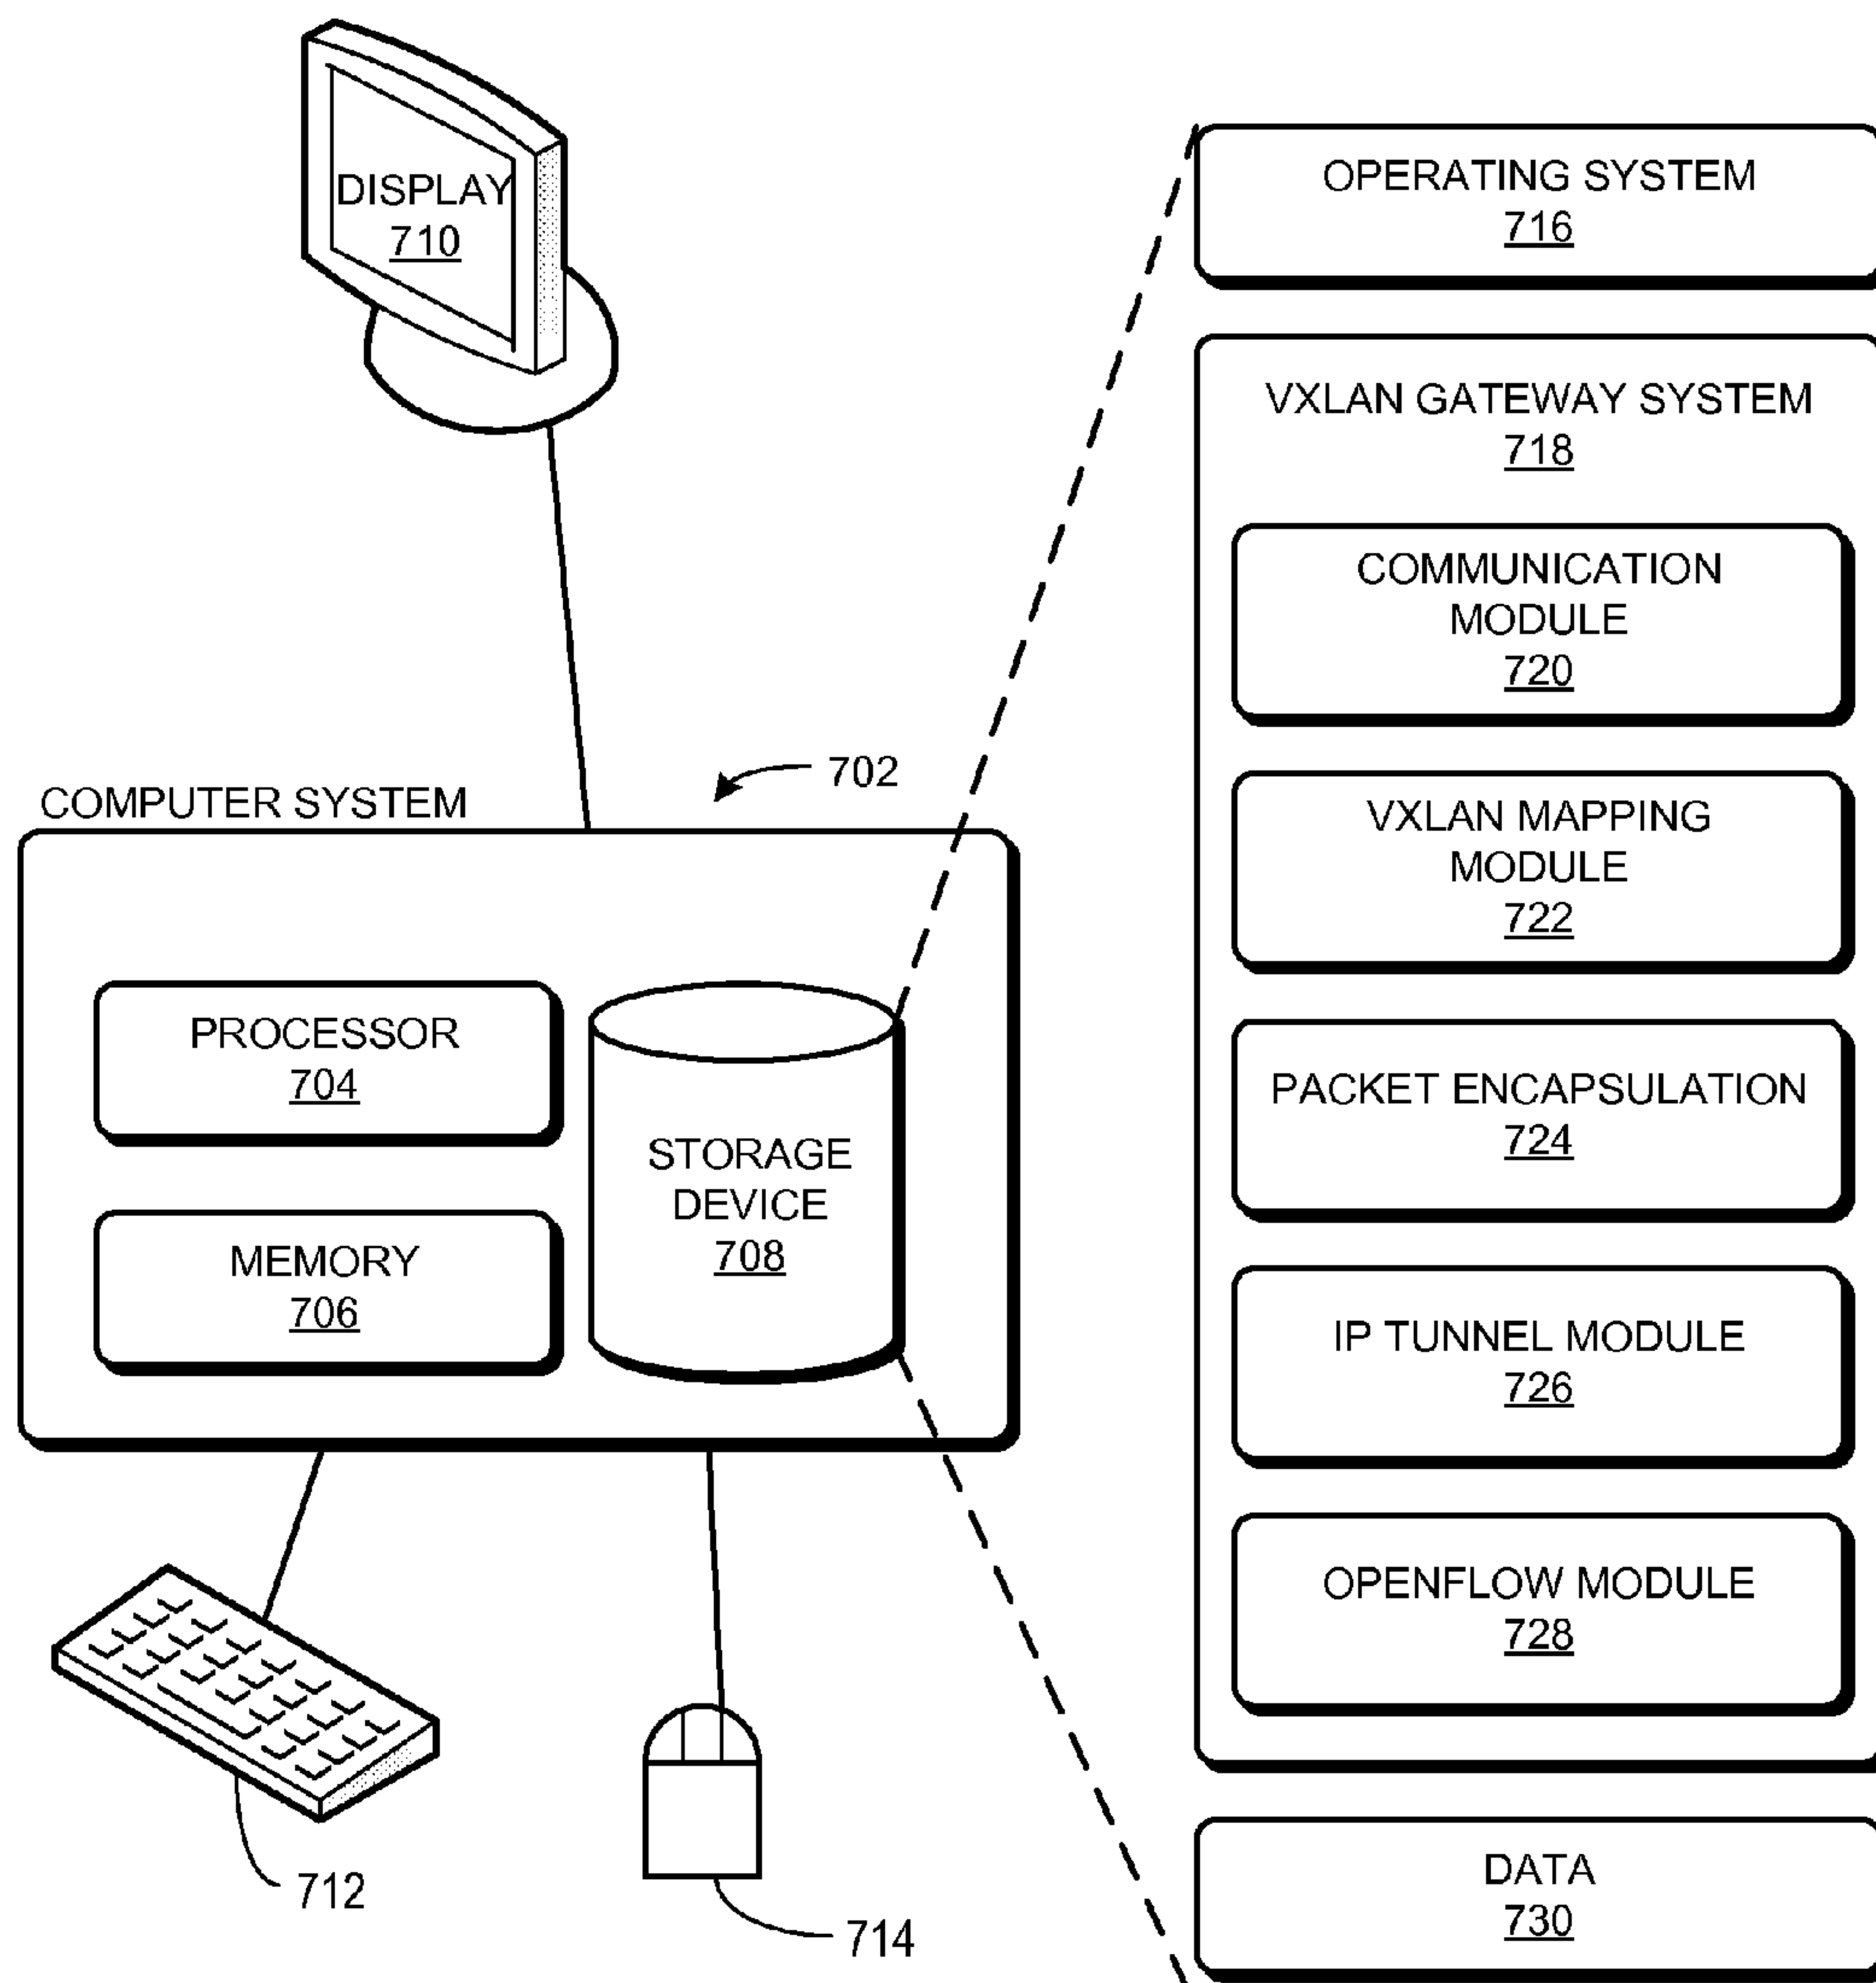 DISPLAY
710
702
COMPUTER SYSTEM
PROCESSOR
704
MEMORY
706
STORAGE
DEVICE
708
712
714
OPERATING SYSTEM
716
VXLAN GATEWAY SYSTEM
718
COMMUNICATION
MODULE
720
VXLAN MAPPING
MODULE
722
PACKET ENCAPSULATION
724
IP TUNNEL MODULE
726
OPENFLOW MODULE
728
DATA
730